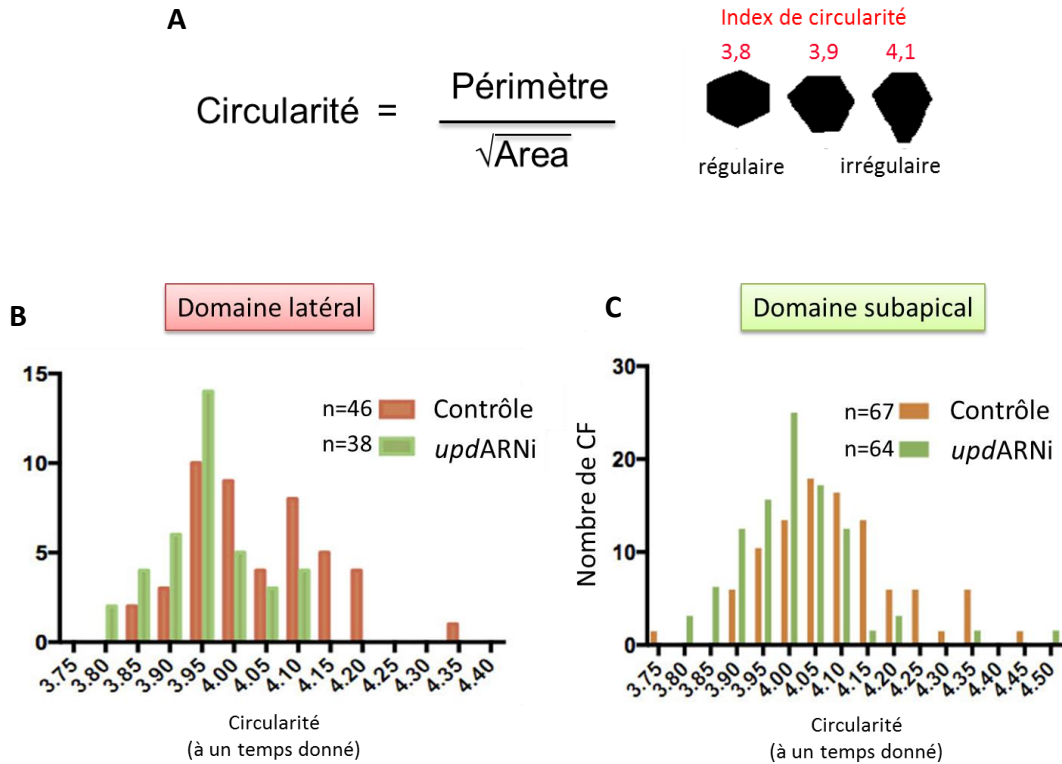 A
Index de circularité
3,8 3,9 4,1
Circularité = Périmètre
√Area
régulaire irrégulaire
B
Domaine latéral
15
10
5
0
n=46 Contrôle
n=38 updARNi
3.75 3.80 3.85 3.90 3.95 4.00 4.05 4.10 4.15 4.20 4.25 4.30 4.35 4.40
Circularité
(à un temps donné)
C
Domaine subapical
Nombre de CF
30
20
10
0
n=67 Contrôle
n=64 updARNi
3.75 3.80 3.85 3.90 3.95 4.00 4.05 4.10 4.15 4.20 4.25 4.30 4.35 4.40 4.45 4.50
Circularité
(à un temps donné)